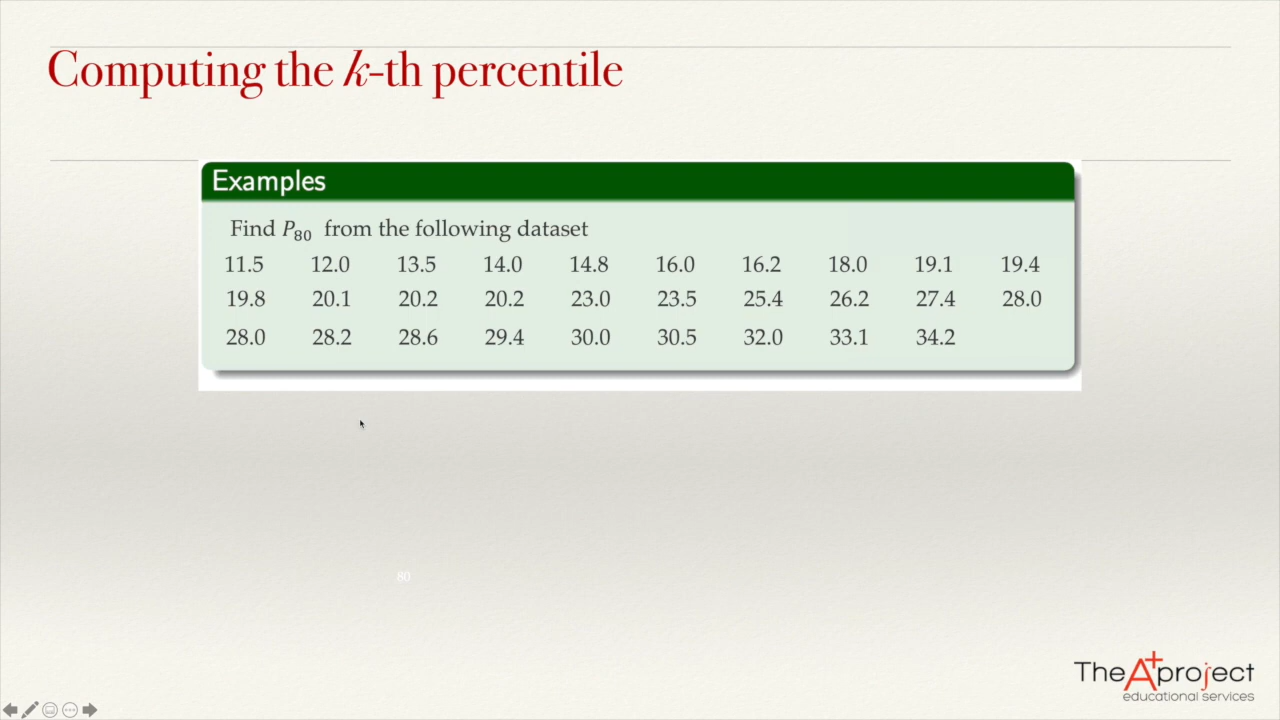 Computing the k-th percentile
Examples
Find P80 from the following dataset
11.5 12.0 13.5 14.0 14.8 16.0 16.2 18.0 19.1 19.4
19.8 20.1 20.2 20.2 23.0 23.5 25.4 26.2 27.4 28.0
28.0 28.2 28.6 29.4 30.0 30.5 32.0 33.1 34.2
80
The A+ project
educational services